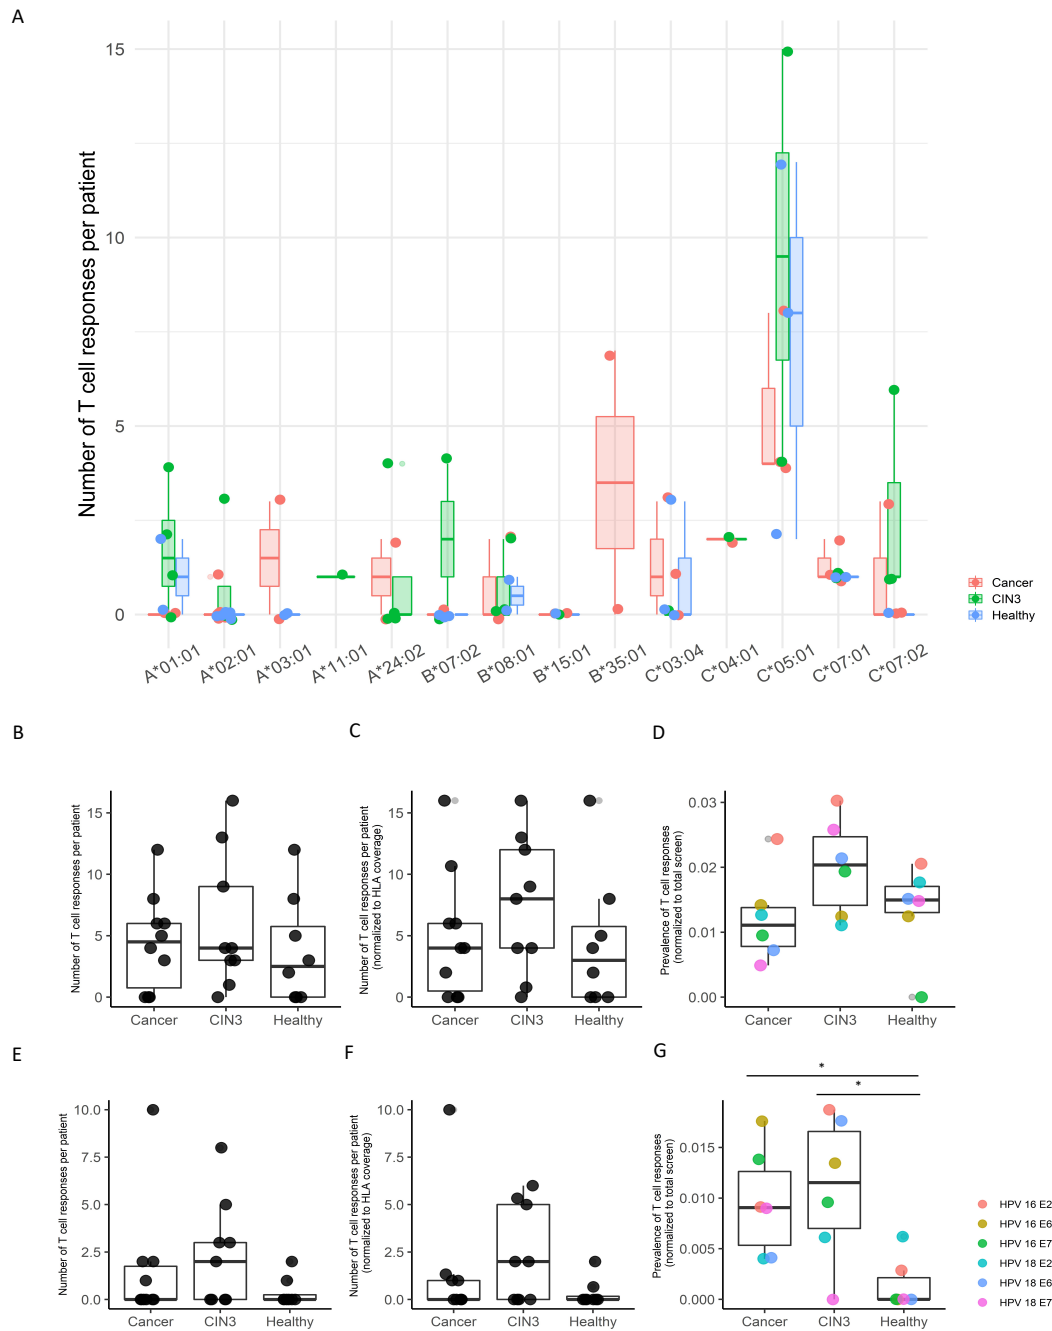 A
Number of T cell responses per patient
15
10
5
0
A*01:01
A*02:01
A*03:01
A*11:01
A*24:02
B*07:02
B*08:01
B*15:01
B*35:01
C*03:04
C*04:01
C*05:01
C*07:01
C*07:02
Cancer
CIN3
Healthy
B
Number of T cell responses per patient
15
10
5
0
Cancer
CIN3
Healthy
C
Number of T cell responses per patient
(normalized to HLA coverage)
15
10
5
0
Cancer
CIN3
Healthy
D
Prevalence of T cell responses
(normalized to total screen)
0.03
0.02
0.01
0.00
Cancer
CIN3
Healthy
E
Number of T cell responses per patient
10.0
7.5
5.0
2.5
0.0
Cancer
CIN3
Healthy
F
Number of T cell responses per patient
(normalized to HLA coverage)
10.0
7.5
5.0
2.5
0.0
Cancer
CIN3
Healthy
G
*
*
Prevalence of T cell responses
(normalized to total screen)
0.015
0.010
0.005
0.000
Cancer
CIN3
Healthy
HPV 16 E2
HPV 16 E6
HPV 16 E7
HPV 18 E2
HPV 18 E6
HPV 18 E7